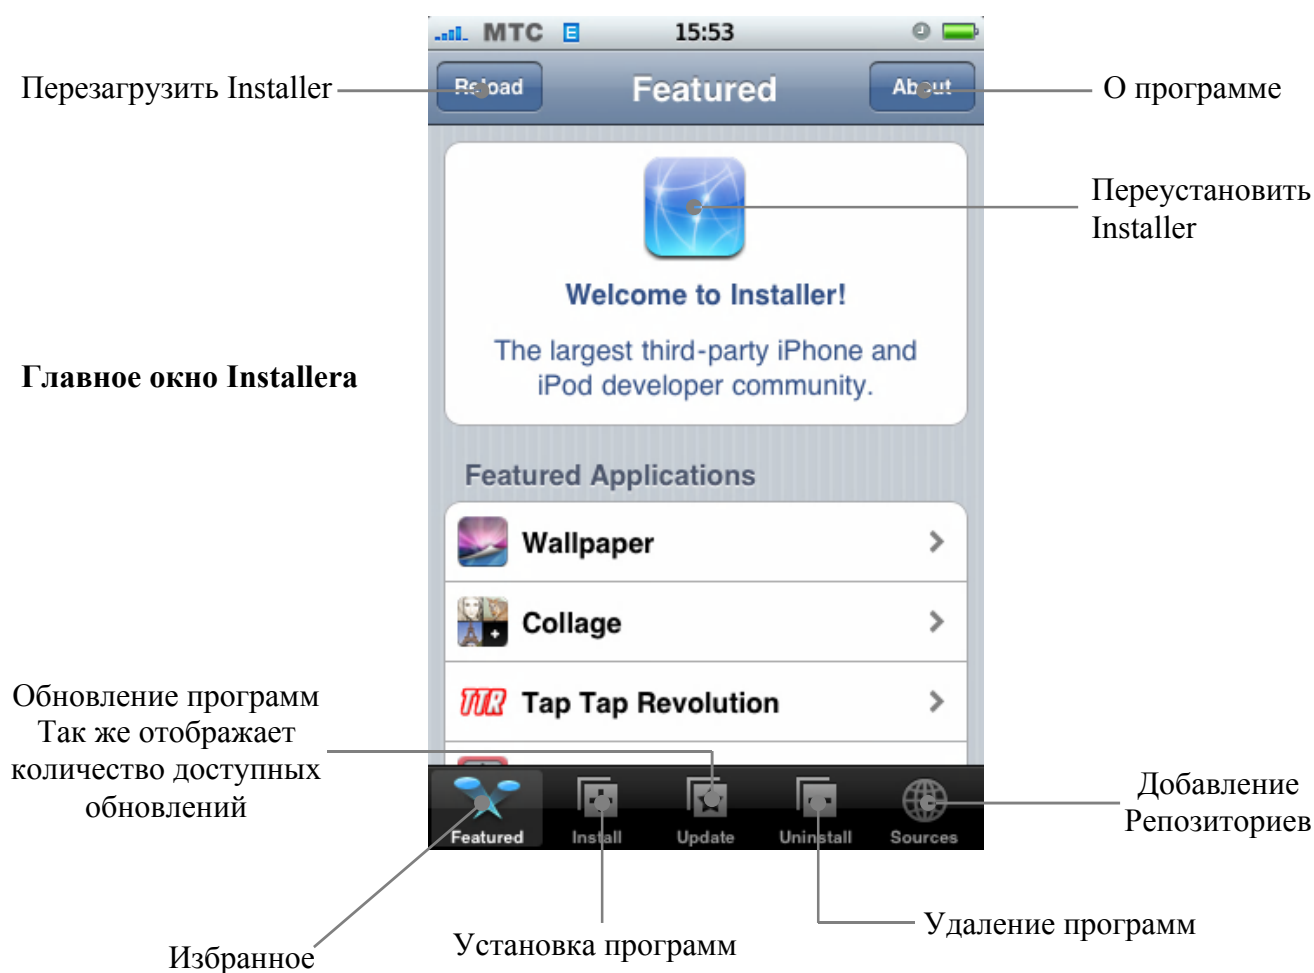 МТС E 15:53
Перезагрузить Installer
Reload Featured About
О программе
Переустановить
Installer
Welcome to Installer!
The largest third-party iPhone and
iPod developer community.
Главное окно Installera
Featured Applications
Wallpaper
Collage
TTR Tap Tap Revolution
Обновление программ
Так же отображает
количество доступных
обновлений
Featured Install Update Uninstall Sources
Добавление
Репозиториев
Избранное
Установка программ
Удаление программ